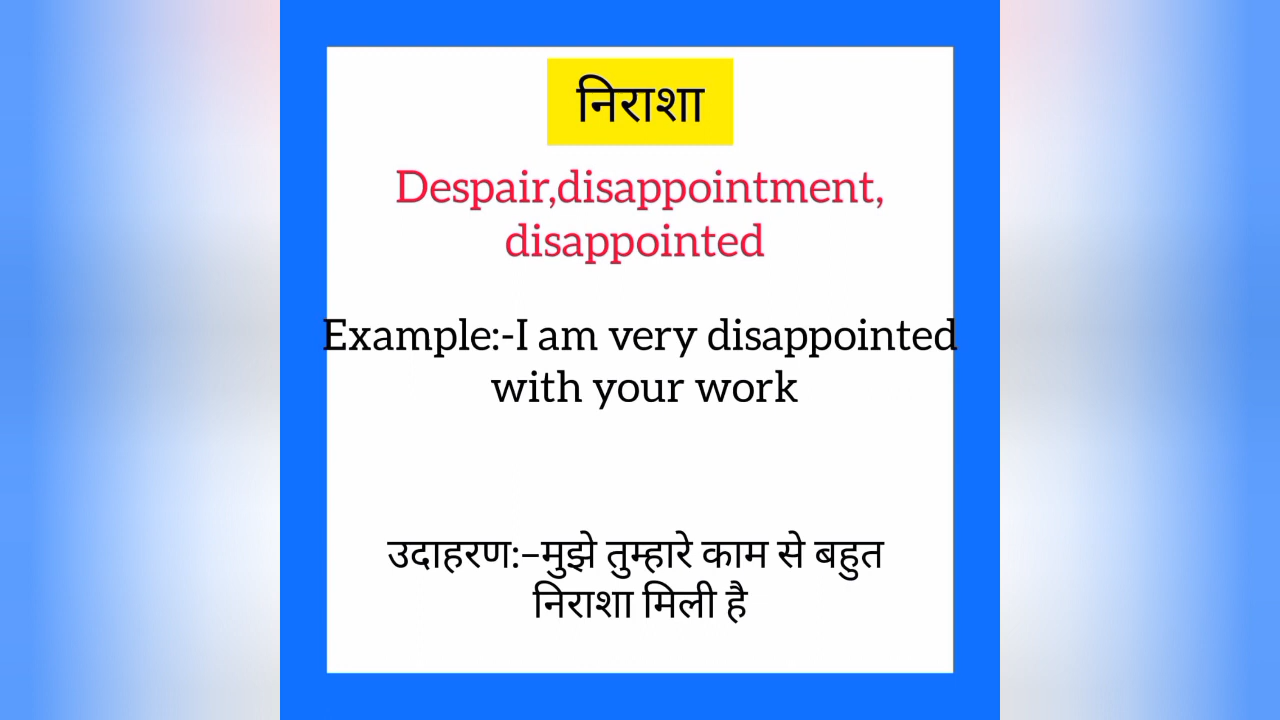 निराशा
Despair,disappointment,
disappointed
Example:-I am very disappointed
with your work
उदाहरण:–मुझे तुम्हारे काम से बहुत
निराशा मिली है